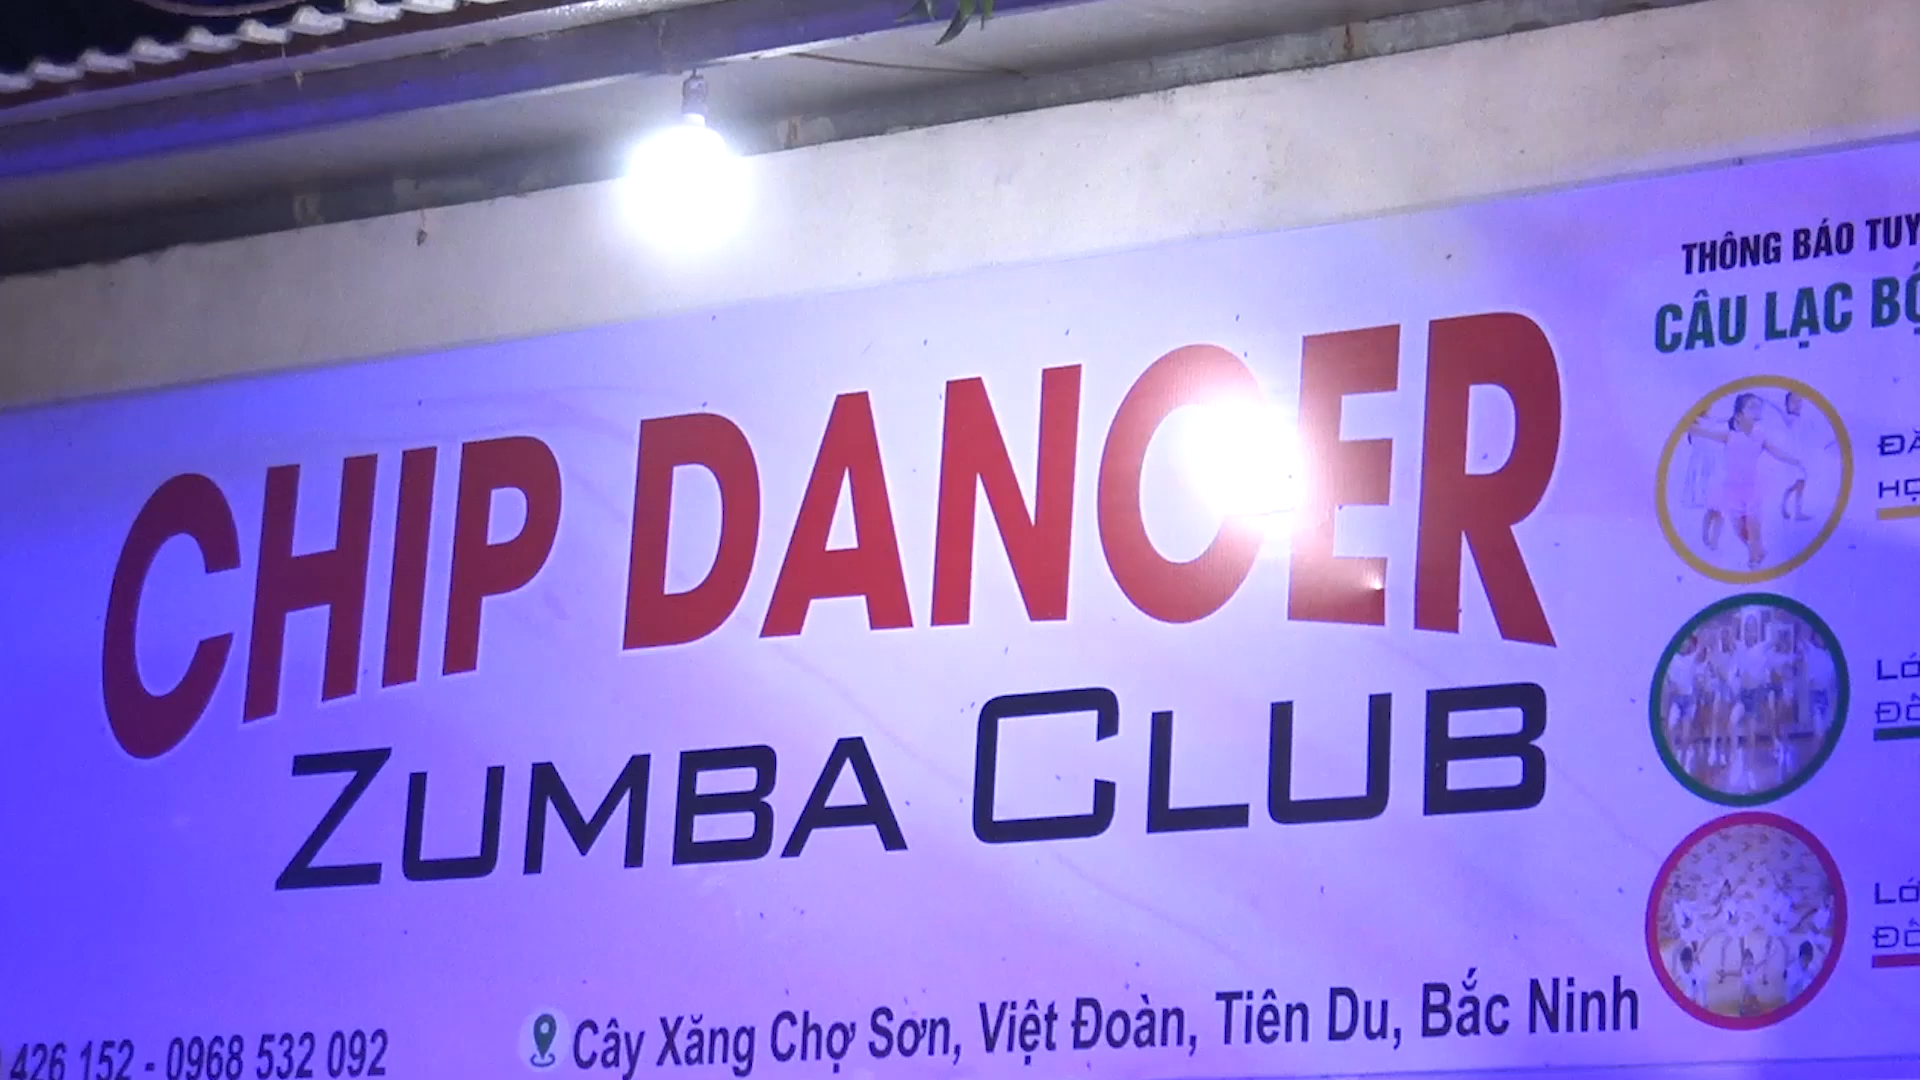 CHIP DANCER
ZUMBA CLUB
426 152 - 0968 532 092
Cây Xăng Chợ Sơn, Việt Đoàn, Tiên Du, Bắc Ninh
THÔNG BÁO
CÂU LẠC BỘ